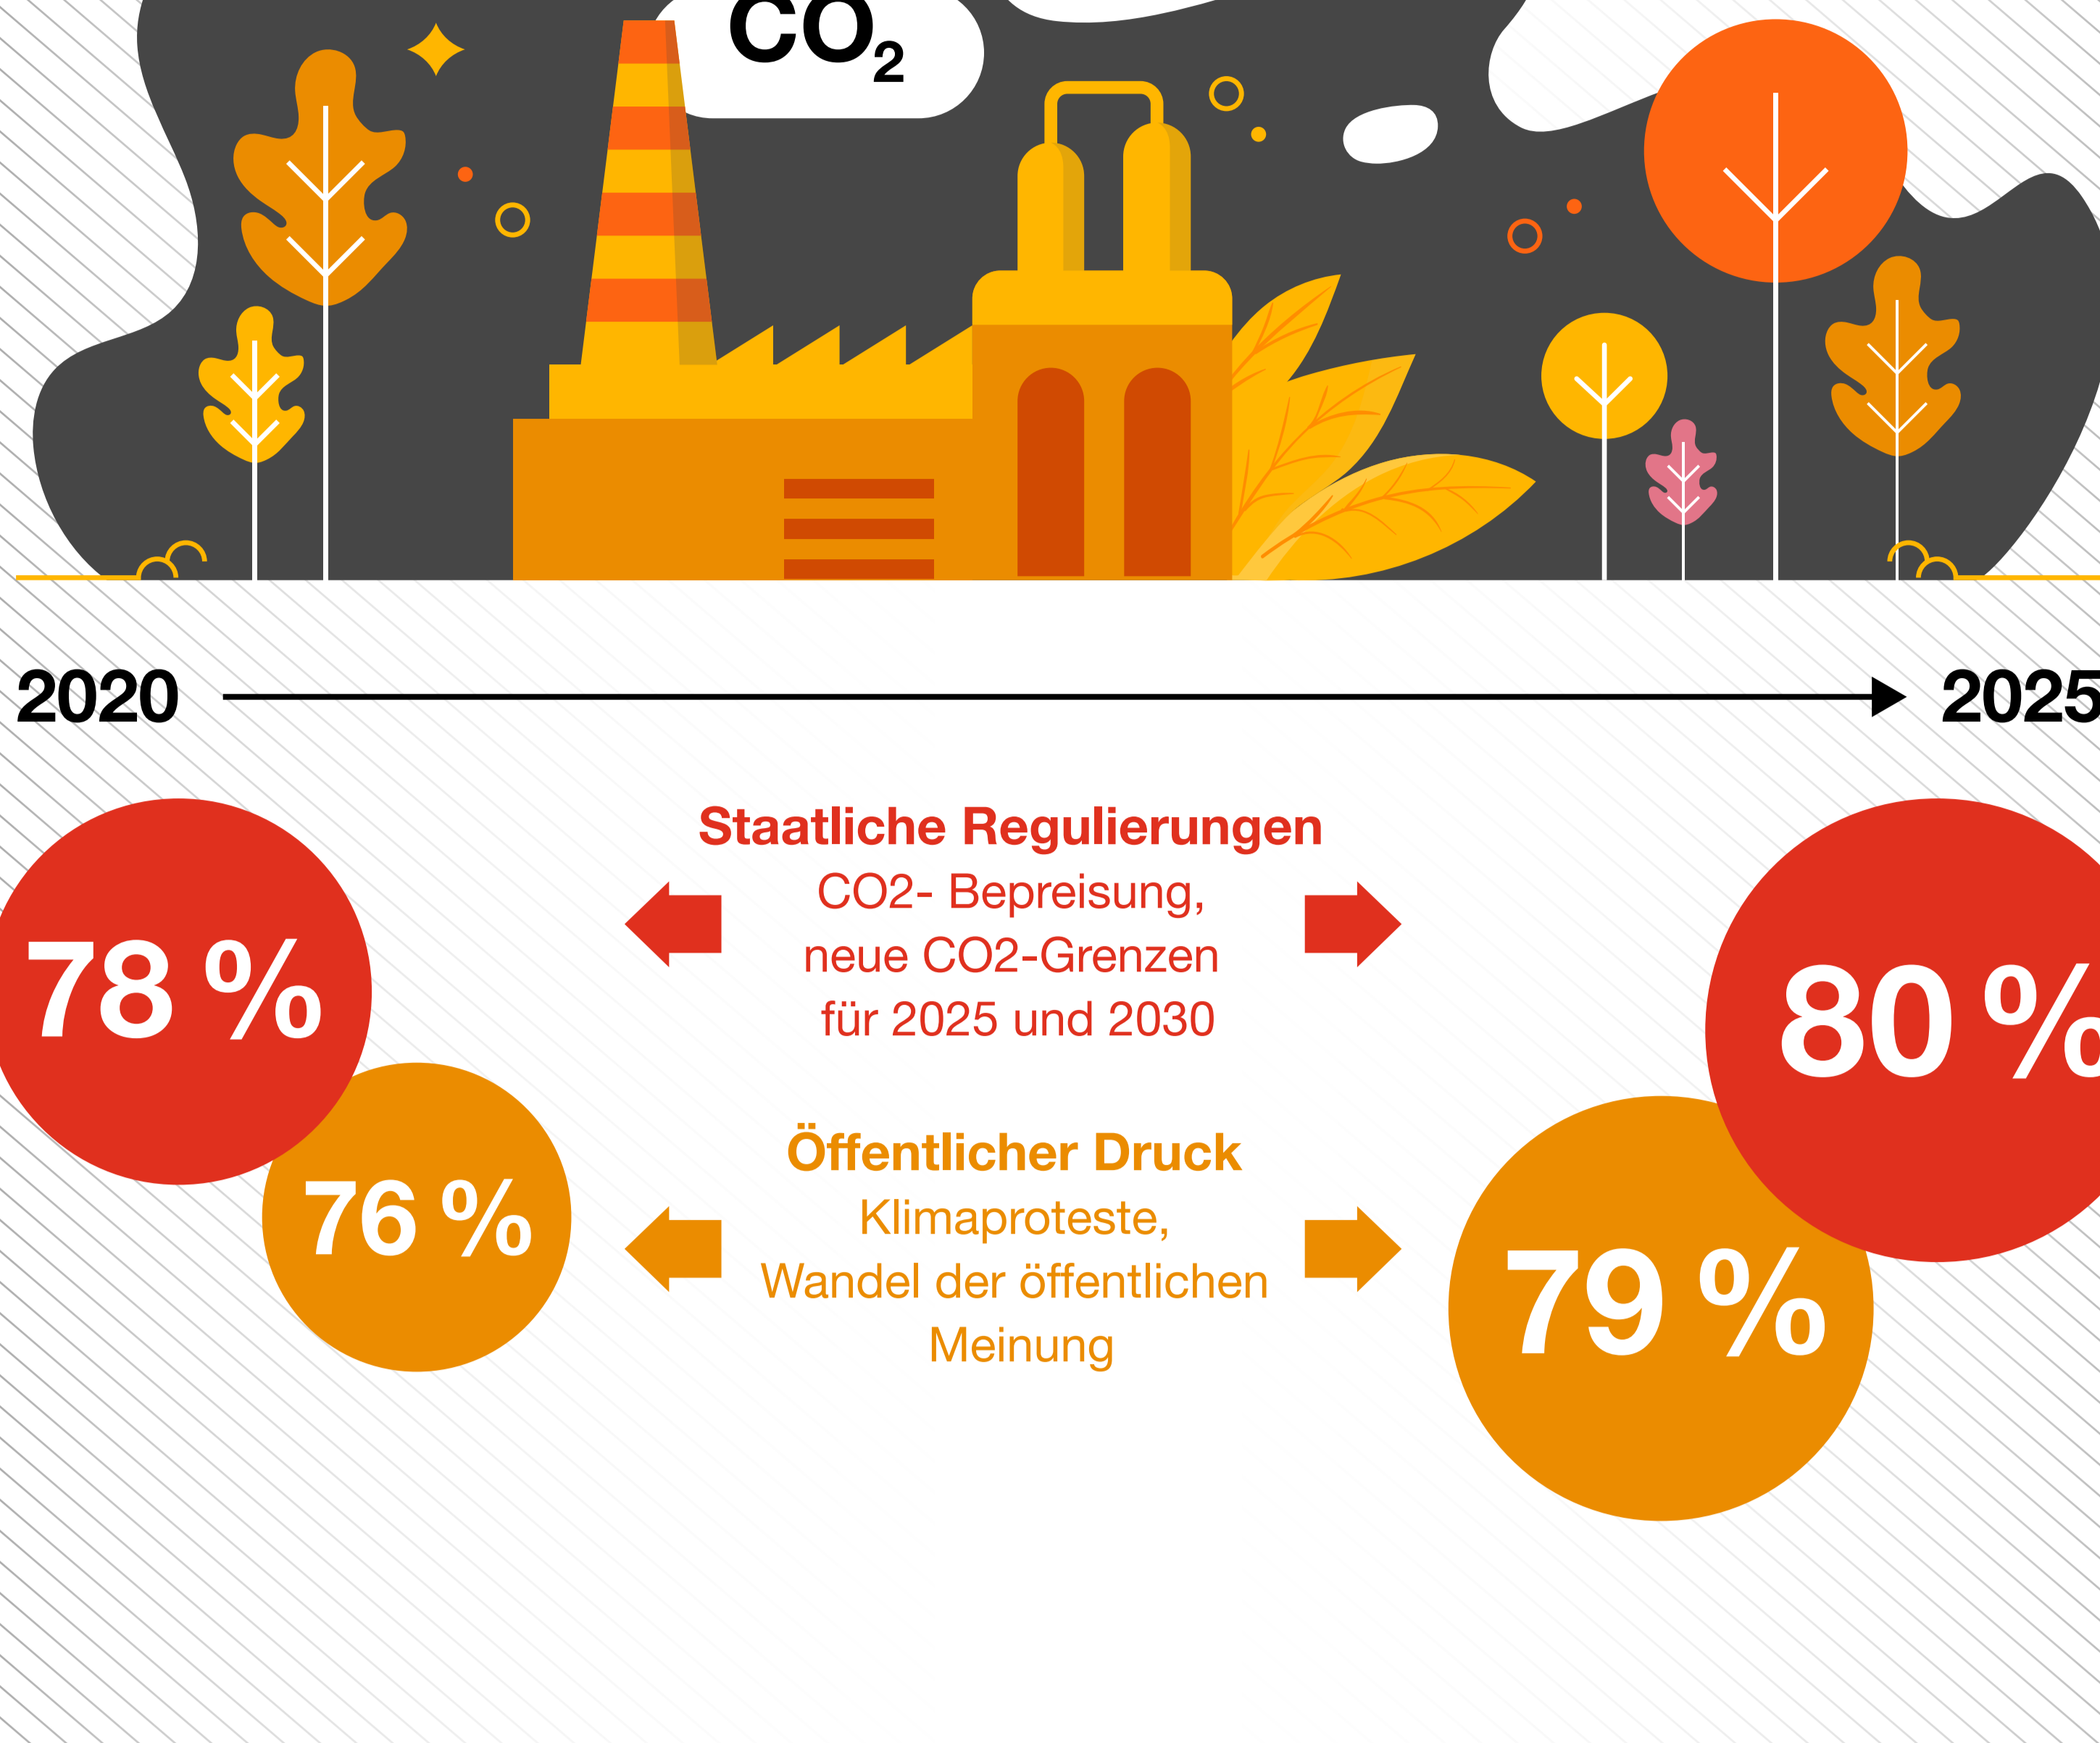 CO2
2020
2025
78 %
80 %
Staatliche Regulierungen
CO2- Bepreisung,
neue CO2-Grenzen
für 2025 und 2030
76 %
79 %
Öffentlicher Druck
Klimaproteste,
Wandel der öffentlichen
Meinung